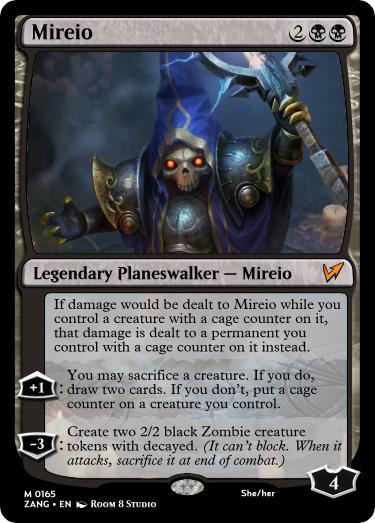 Mireio 2
Legendary Planeswalker — Mireio
If damage would be dealt to Mireio while you
control a creature with a cage counter on it,
that damage is dealt to a permanent you
control with a cage counter on it instead.
+1: You may sacrifice a creature. If you do,
draw two cards. If you don't, put a cage
counter on a creature you control.
-3: Create two 2/2 black Zombie creature
tokens with decayed. (It can't block. When it
attacks, sacrifice it at end of combat.)
4
M 0165 She/her
ZANG • EN Room 8 Studio